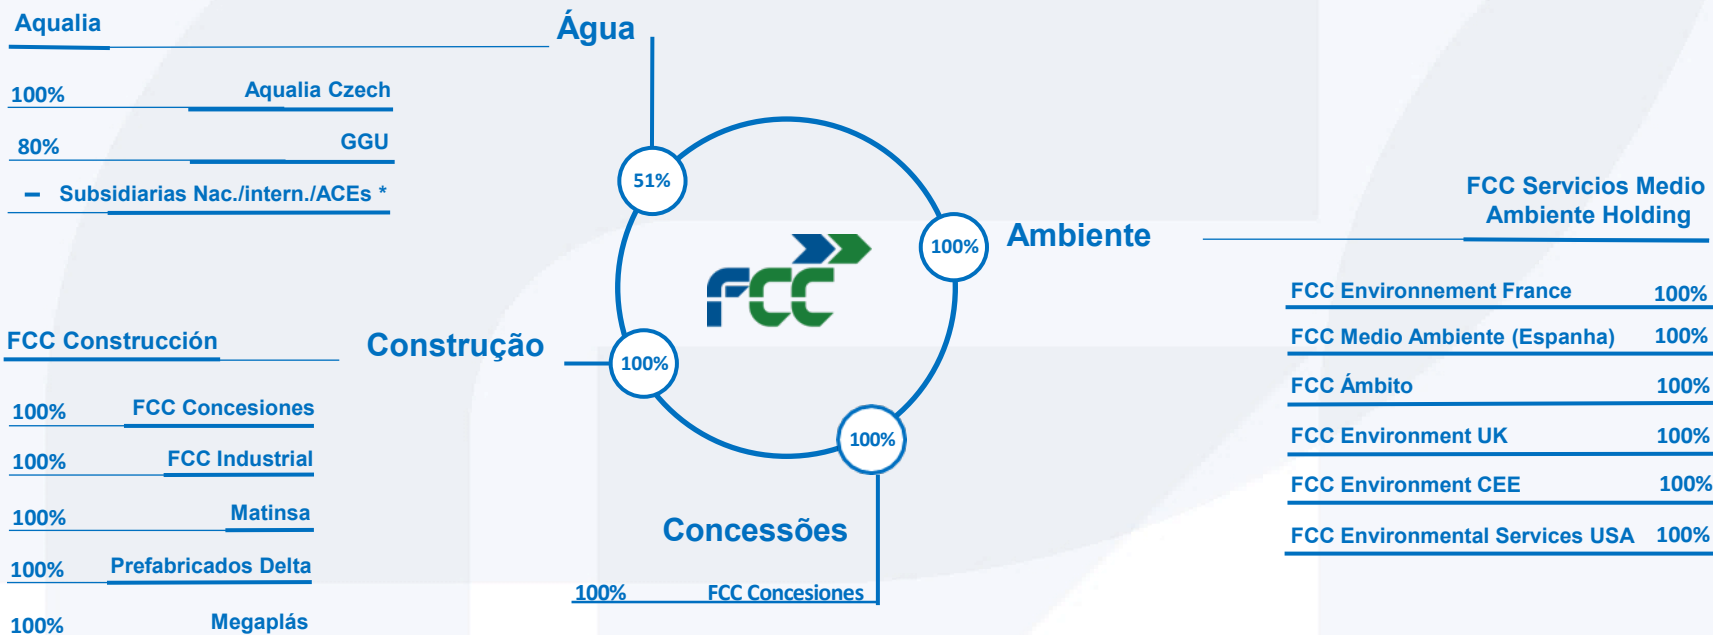 Aqualia
Água
100% Aqualia Czech
80% GGU
– Subsidiarias Nac./intern./ACEs *
51%
FCC
100%
Ambiente
FCC Servicios Medio
Ambiente Holding
FCC Environnement France 100%
FCC Medio Ambiente (Espanha) 100%
FCC Ámbito 100%
FCC Environment UK 100%
FCC Environment CEE 100%
FCC Environmental Services USA 100%
FCC Construcción
Construção
100%
100% FCC Concesiones
100% FCC Industrial
100% Matinsa
100% Prefabricados Delta
100% Megaplás
100%
Concessões
100% FCC Concesiones